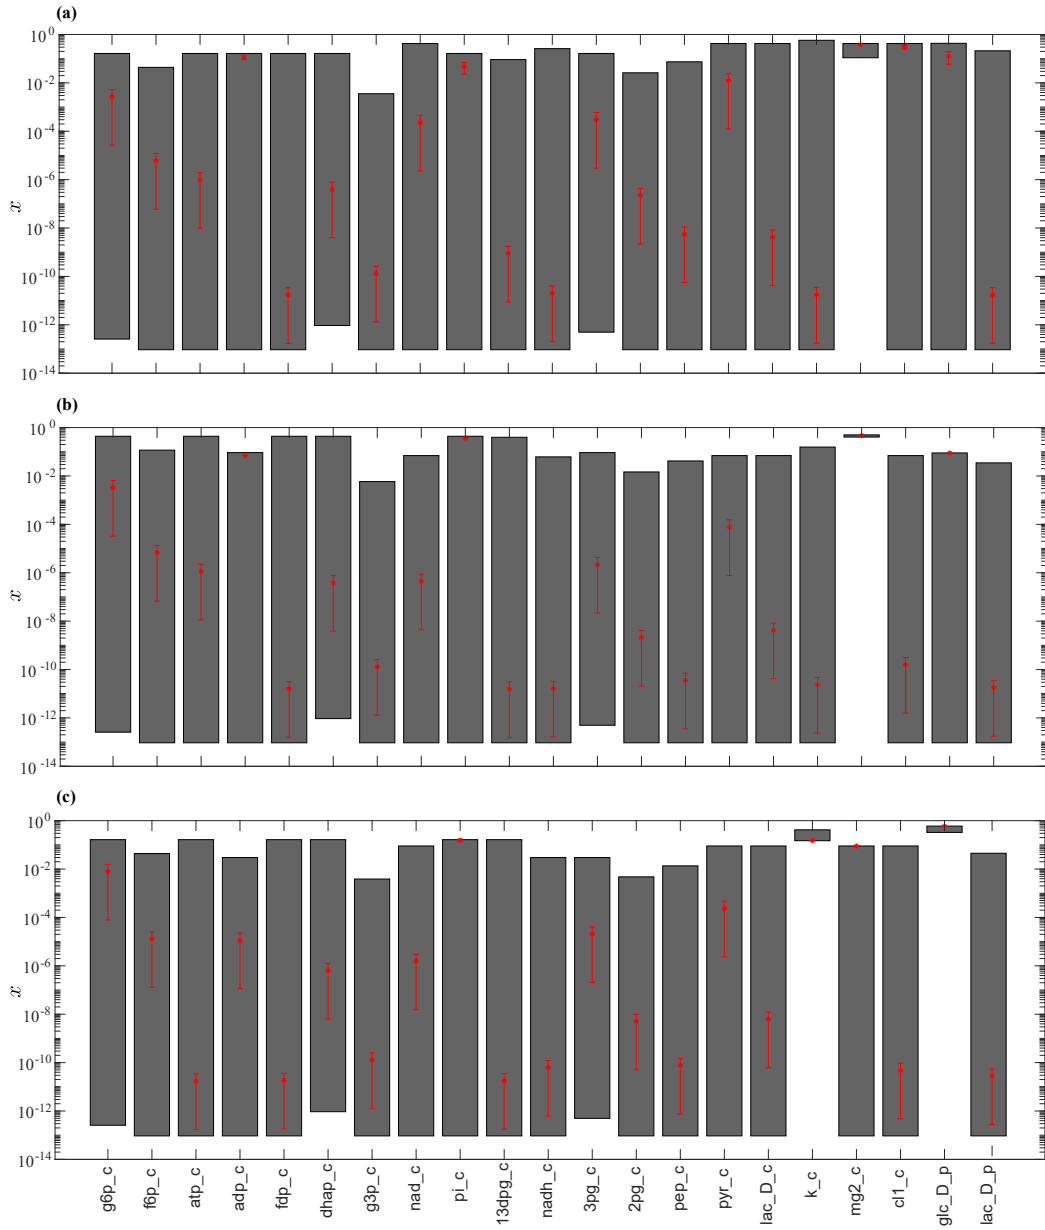 (a)
10^0
10^-2
10^-4
10^-6
10^-8
10^-10
10^-12
10^-14
x
(b)
10^0
10^-2
10^-4
10^-6
10^-8
10^-10
10^-12
10^-14
x
(c)
10^0
10^-2
10^-4
10^-6
10^-8
10^-10
10^-12
10^-14
x
g6p_c
f6p_c
atp_c
adp_c
fdp_c
dhap_c
g3p_c
nad_c
pi_c
13dpg_c
nadh_c
3pg_c
2pg_c
pep_c
pyr_c
lac_D_c
k_c
mg2_c
cl1_c
glc_D_p
lac_D_p